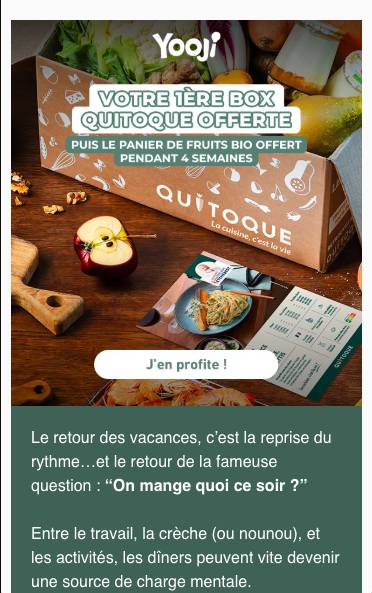 Yooji
VOTRE 1ÈRE BOX
QUITOQUE OFFERTE
PUIS LE PANIER DE FRUITS BIO OFFERT
PENDANT 4 SEMAINES
QUITOQUE
La cuisine, c'est la vie
QUITOQUE
QUITOQUE
J'en profite !
Le retour des vacances, c’est la reprise du
rythme…et le retour de la fameuse
question : “On mange quoi ce soir ?”
Entre le travail, la crèche (ou nounou), et
les activités, les dîners peuvent vite devenir
une source de charge mentale.